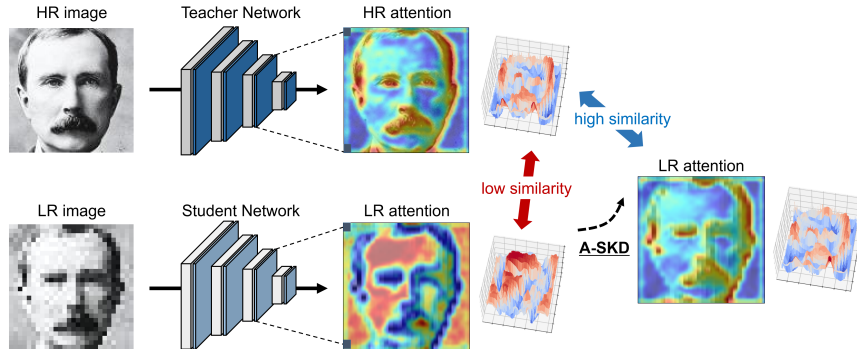 HR image
Teacher Network
HR attention
high similarity
LR attention
low similarity
LR image
Student Network
LR attention
A-SKD